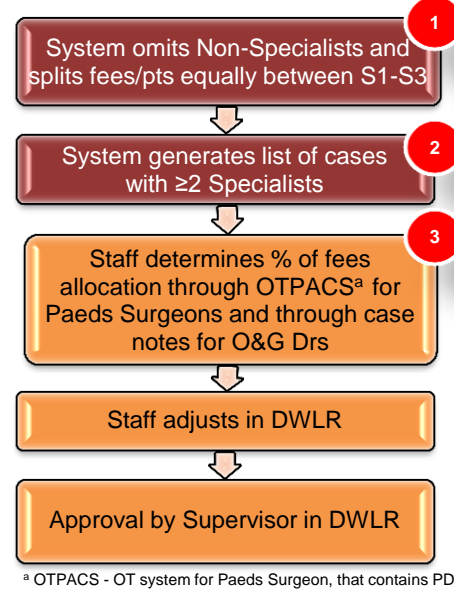 1
System omits Non-Specialists and
splits fees/pts equally between S1-S3
2
System generates list of cases
with ≥2 Specialists
3
Staff determines % of fees
allocation through OTPACSᵃ for
Paeds Surgeons and through case
notes for O&G Drs
Staff adjusts in DWLR
Approval by Supervisor in DWLR
ᵃ OTPACS - OT system for Paeds Surgeon, that contains PD